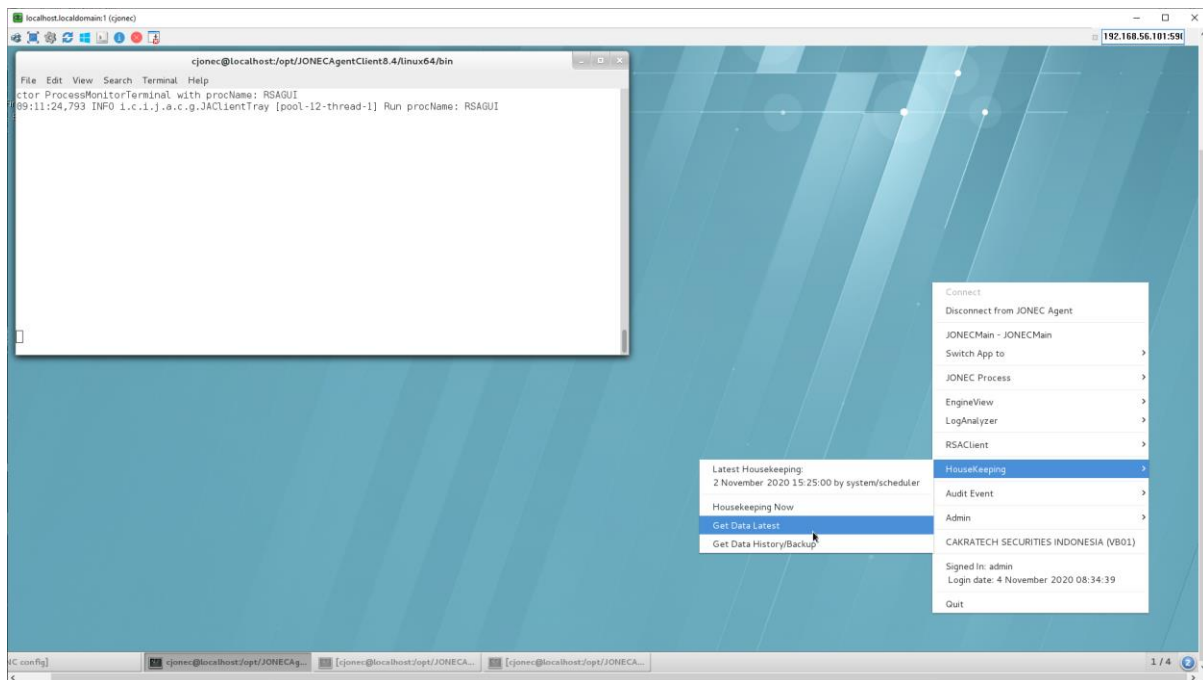 localhost.localdomain:1 (cjonec)
192.168.56.101:590
cjonec@localhost:/opt/JONECAgentClient8.4/linux64/bin
File Edit View Search Terminal Help
ctor ProcessMonitorTerminal with procName: RSAGUI
09:11:24,793 INFO i.c.i.j.a.c.g.JAClientTray [pool-12-thread-1] Run procName: RSAGUI
Connect
Disconnect from JONEC Agent
JONECMain - JONECMain
Switch App to
JONEC Process
EngineView
LogAnalyzer
RSAClient
HouseKeeping
Latest Housekeeping:
2 November 2020 15:25:00 by system/scheduler
Housekeeping Now
Get Data Latest
Get Data History/Backup
Audit Event
Admin
CAKRATECH SECURITIES INDONESIA (VB01)
Signed In: admin
Login date: 4 November 2020 08:34:39
Quit
config]
cjonec@localhost:/opt/JONECAg...
[cjonec@localhost:/opt/JONECA...
[cjonec@localhost:/opt/JONECA...
1 / 4